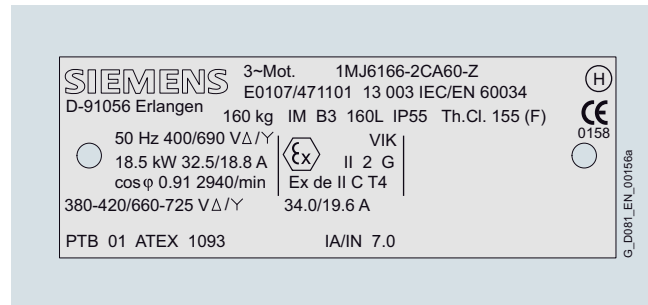 SIEMENS
3~Mot. 1MJ6166-2CA60-Z
H
E0107/471101 13 003 IEC/EN 60034
D-91056 Erlangen
160 kg IM B3 160L IP55 Th.Cl. 155 (F)
CE
0158
50 Hz 400/690 VΔ/Y
VIK
18.5 kW 32.5/18.8 A
Ex
II 2 G
cosφ 0.91 2940/min
Ex de II C T4
380-420/660-725 VΔ/Y 34.0/19.6 A
PTB 01 ATEX 1093
IA/IN 7.0
G_D081_EN_00156a